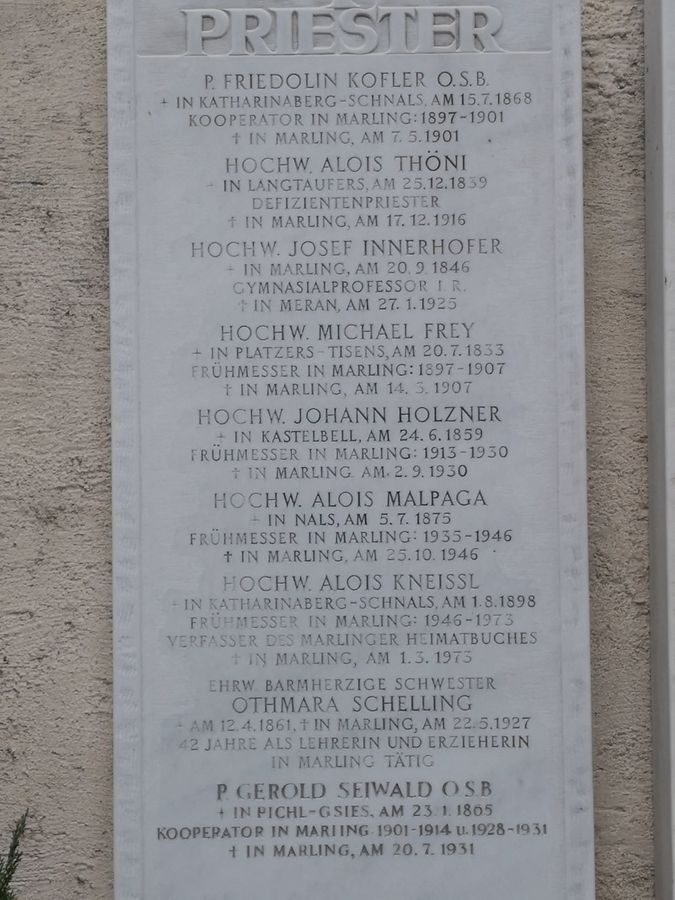 PRIESTER
P. FRIEDOLIN KOFLER O.S.B.
+ IN KATHARINABERG-SCHNALS, AM 15.7.1868
KOOPERATOR IN MARLING: 1897-1901
† IN MARLING, AM 7.5.1901
HOCHW. ALOIS THÖNI
+ IN LANGTAUFERS, AM 25.12.1839
DEFIZIENTENPRIESTER
† IN MARLING, AM 17.12.1916
HOCHW. JOSEF INNERHOFER
+ IN MARLING, AM 20.9.1846
GYMNASIALPROFESSOR I.R.
† IN MERAN, AM 27.1.1925
HOCHW. MICHAEL FREY
+ IN PLATZERS-TISENS, AM 20.7.1833
FRÜHMESSER IN MARLING: 1897-1907
† IN MARLING, AM 14.3.1907
HOCHW. JOHANN HOLZNER
+ IN KASTELBELL, AM 24.6.1859
FRÜHMESSER IN MARLING: 1913-1930
† IN MARLING, AM 2.9.1930
HOCHW. ALOIS MALPAGA
+ IN NALS, AM 5.7.1875
FRÜHMESSER IN MARLING: 1935-1946
† IN MARLING, AM 25.10.1946
HOCHW. ALOIS KNEISSL
+ IN KATHARINABERG-SCHNALS, AM 1.8.1898
FRÜHMESSER IN MARLING: 1946-1973
VERFASSER DES MARLINGER HEIMATBUCHES
† IN MARLING, AM 1.3.1973
EHRW. BARMHERZIGE SCHWESTER
OTHMARA SCHELLING
+ AM 12.4.1861, † IN MARLING, AM 22.5.1927
42 JAHRE ALS LEHRERIN UND ERZIEHERIN
IN MARLING TÄTIG
P. GEROLD SEIWALD O.S.B
+ IN PICHL-GSIES, AM 23.1.1865
KOOPERATOR IN MARLING 1901-1914 u. 1928-1931
† IN MARLING, AM 20.7.1931